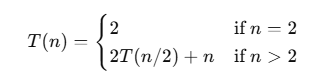 T(n) = { 2 if n = 2
2T(n/2) + n if n > 2